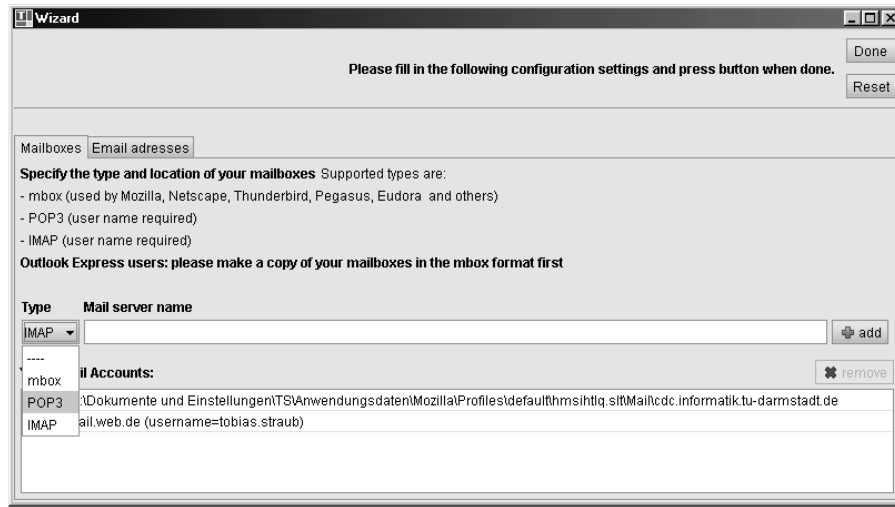 Wizard
Please fill in the following configuration settings and press button when done.
Done
Reset
Mailboxes Email adresses
Specify the type and location of your mailboxes Supported types are:
- mbox (used by Mozilla, Netscape, Thunderbird, Pegasus, Eudora and others)
- POP3 (user name required)
- IMAP (user name required)
Outlook Express users: please make a copy of your mailboxes in the mbox format first
Type Mail server name
IMAP add
----
mbox
POP3
IMAP
il Accounts: remove
:\Dokumente und Einstellungen\TS\Anwendungsdaten\Mozilla\Profiles\default\hmsihtlq.slt\Mail\cdc.informatik.tu-darmstadt.de
ail.web.de (username=tobias.straub)